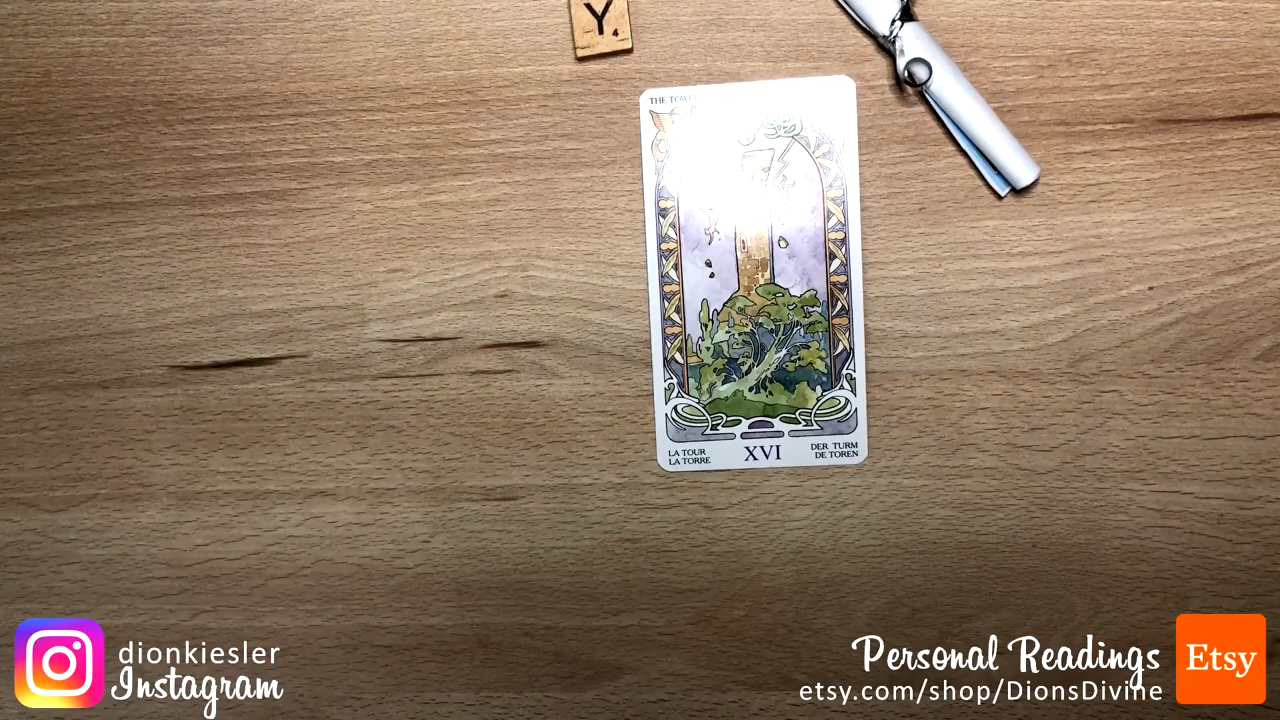 Y
4
THE
LA TOUR
LA TORRE
XVI
DER TURM
DE TOREN
dionkiesler
Instagram
Personal Readings
etsy.com/shop/DionsDivine
Etsy